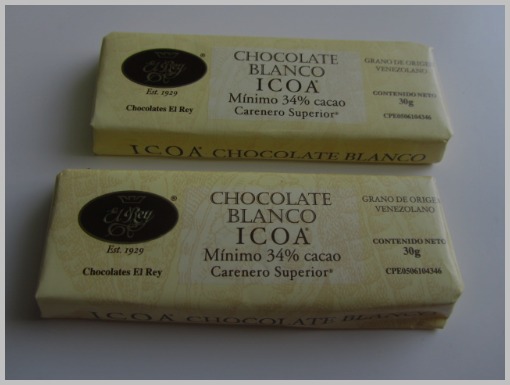 El Rey
Est. 1929
Chocolates El Rey
CHOCOLATE
BLANCO
ICOA®
Mínimo 34% cacao
Carenero Superior®
GRANO DE ORIGEN
VENEZOLANO
CONTENIDO NETO
30g
CPE0506104346
ICOA® CHOCOLATE BLANCO
El Rey®
Est. 1929
Chocolates El Rey
CHOCOLATE
BLANCO
ICOA®
Mínimo 34% cacao
Carenero Superior®
GRANO DE ORIGEN
VENEZOLANO
CONTENIDO NETO
30g
CPE0506104346
ICOA® CHOCOLATE BLANCO